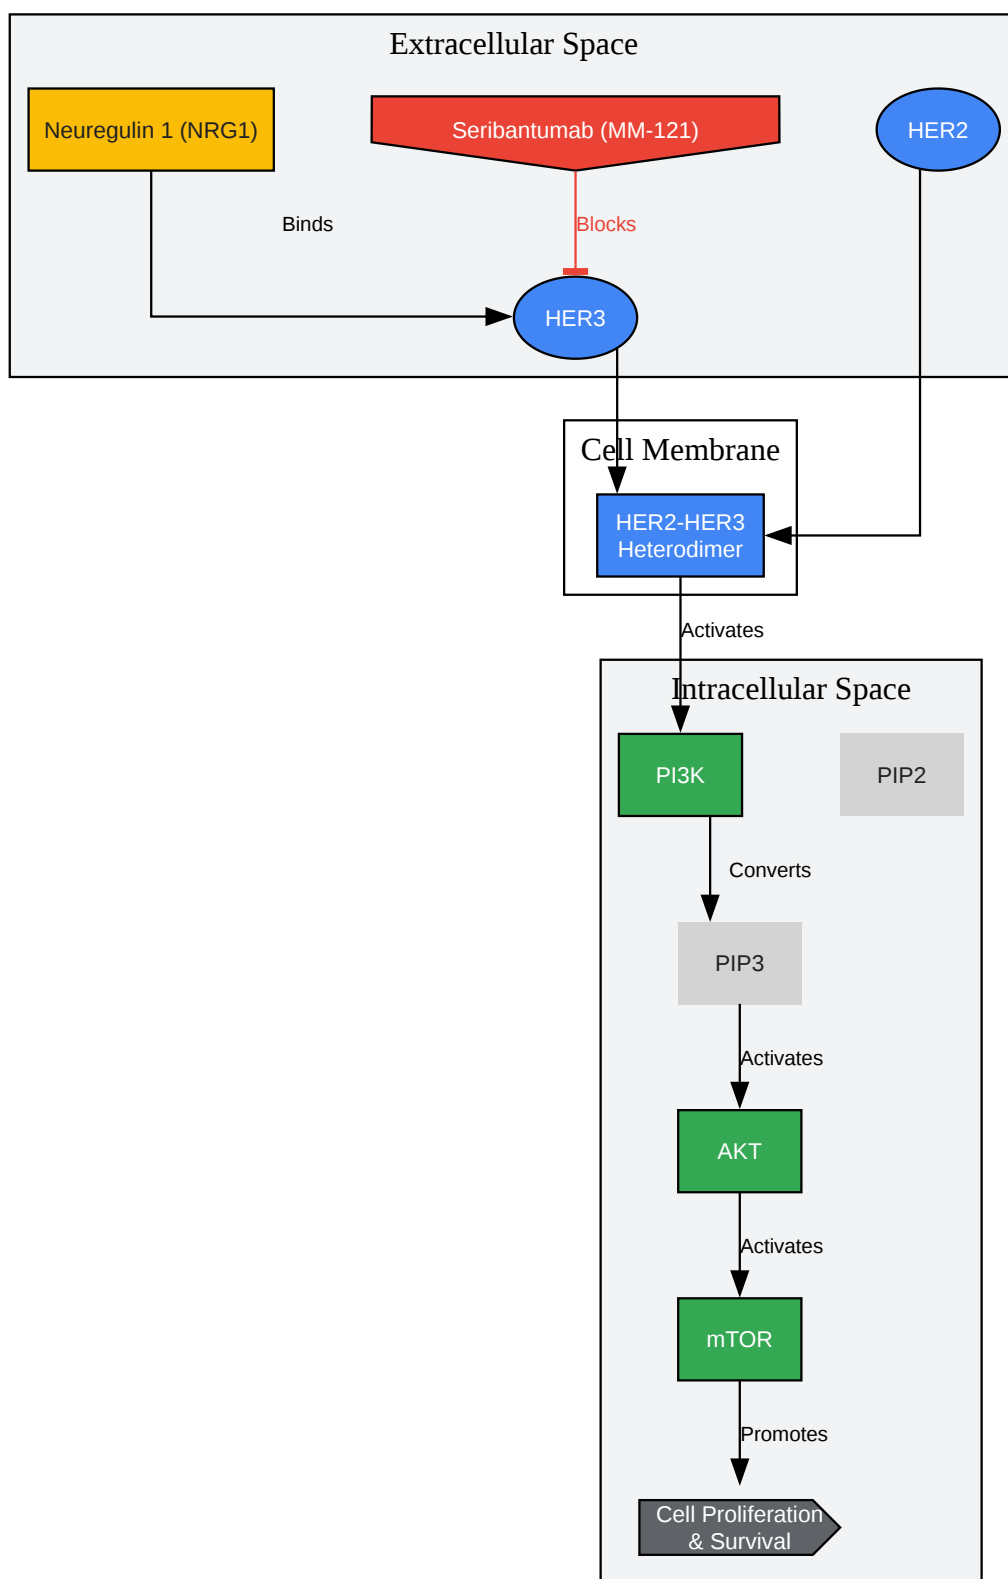 Extracellular Space
Neuregulin 1 (NRG1)
Seribantumab (MM-121)
HER2
Binds
Blocks
HER3
Cell Membrane
HER2-HER3
Heterodimer
Activates
Intracellular Space
PI3K
PIP2
Converts
PIP3
Activates
AKT
Activates
mTOR
Promotes
Cell Proliferation
& Survival